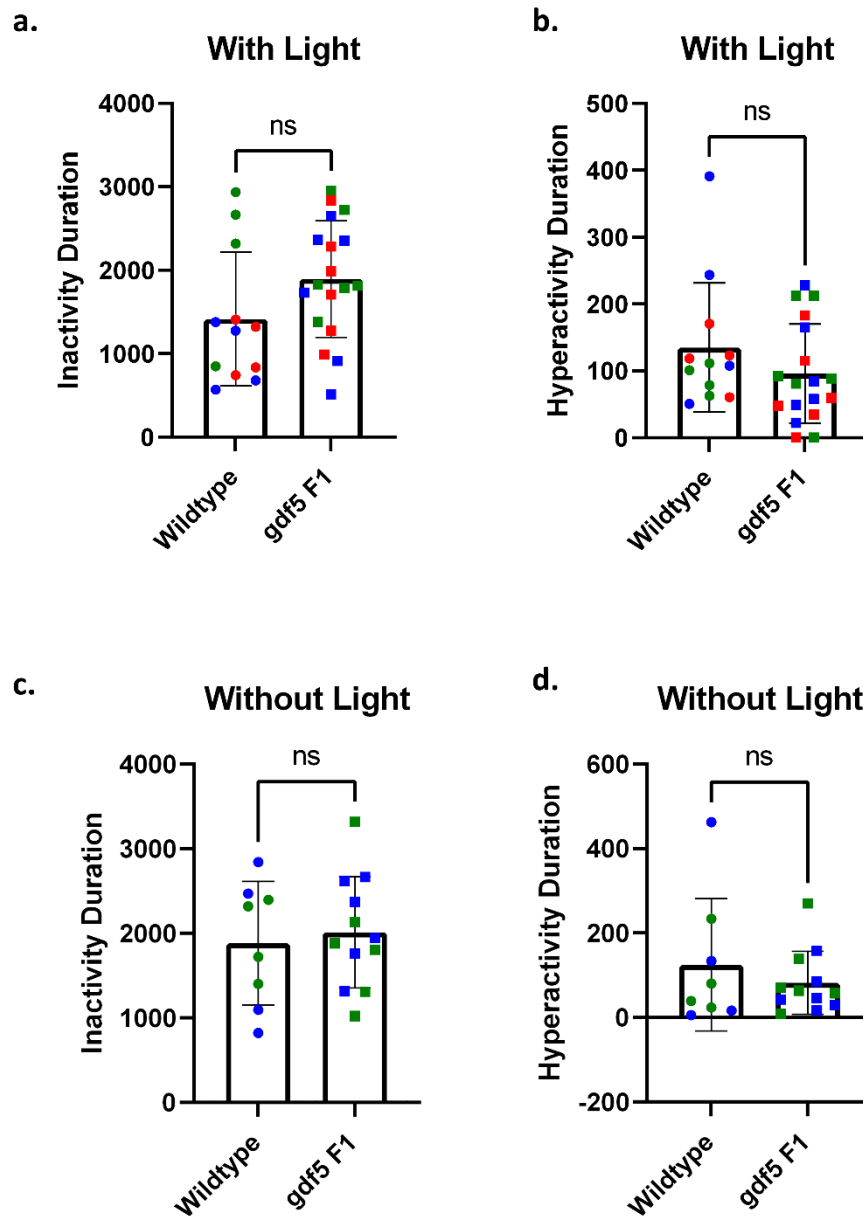 a.
With Light
4000
3000
2000
1000
0
Inactivity Duration
ns
Wildtype
gdf5 F1
b.
With Light
500
400
300
200
100
0
Hyperactivity Duration
ns
Wildtype
gdf5 F1
c.
Without Light
4000
3000
2000
1000
0
Inactivity Duration
ns
Wildtype
gdf5 F1
d.
Without Light
600
400
200
0
-200
Hyperactivity Duration
ns
Wildtype
gdf5 F1